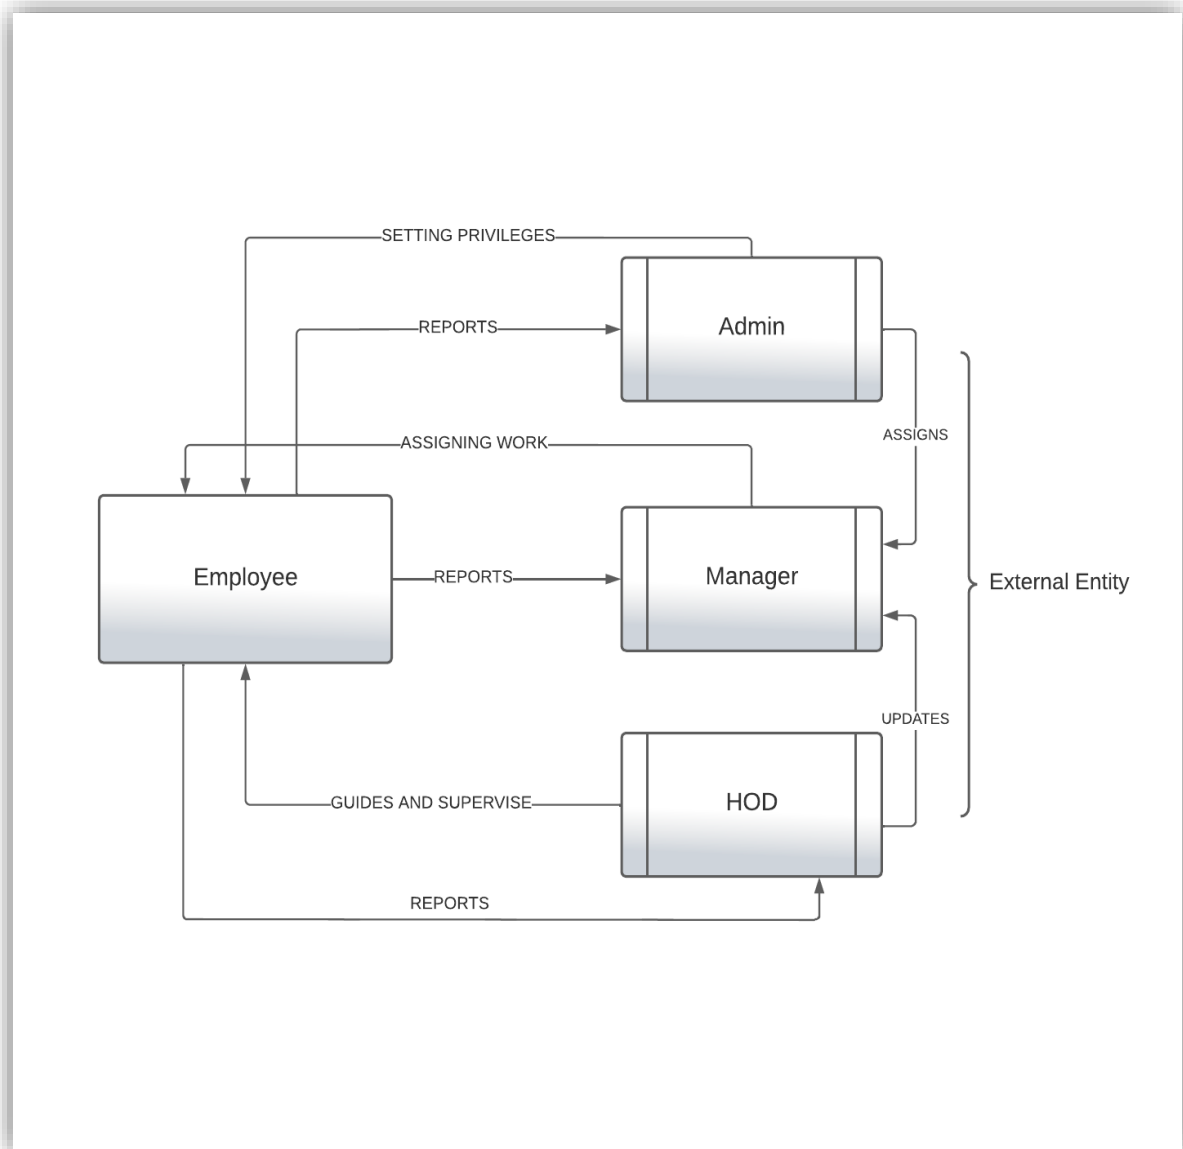 SETTING PRIVILEGES
REPORTS
Admin
ASSIGNS
ASSIGNING WORK
Employee
REPORTS
Manager
External Entity
UPDATES
GUIDES AND SUPERVISE
HOD
REPORTS